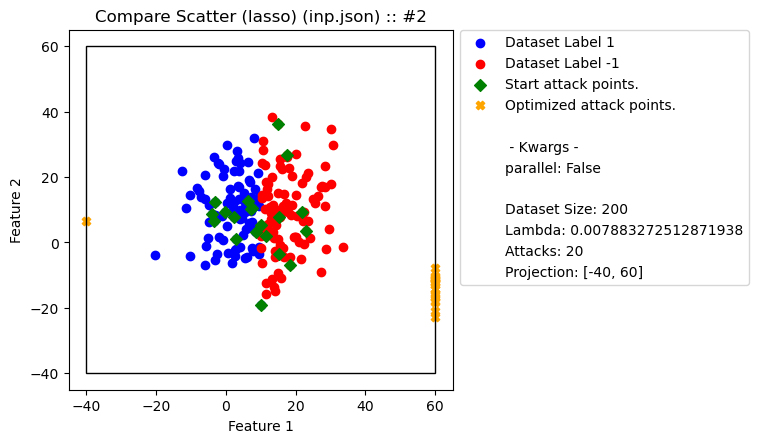 Compare Scatter (lasso) (inp.json) :: #2
60
40
20
0
−20
−40
Feature 2
−40
−20
0
20
40
60
Feature 1
Dataset Label 1
Dataset Label -1
Start attack points.
Optimized attack points.
- Kwargs -
parallel: False
Dataset Size: 200
Lambda: 0.007883272512871938
Attacks: 20
Projection: [-40, 60]